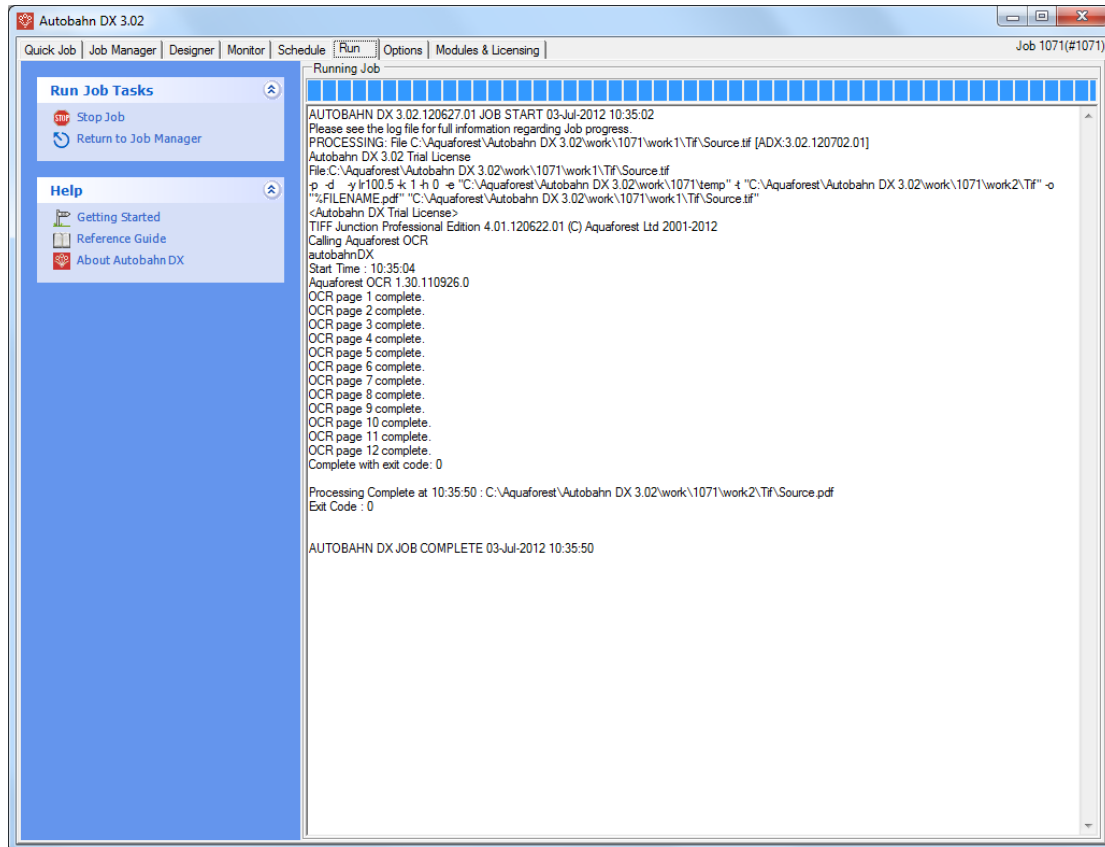 Autobahn DX 3.02
Quick Job Job Manager Designer Monitor Schedule Run Options Modules & Licensing Job 1071(#1071)
Run Job Tasks
STOP Stop Job
Return to Job Manager
Help
Getting Started
Reference Guide
About Autobahn DX
Running Job
AUTOBAHN DX 3.02.120627.01 JOB START 03-Jul-2012 10:35:02
Please see the log file for full information regarding Job progress.
PROCESSING: File C:\Aquaforest\Autobahn DX 3.02\work\1071\work1\Tif\Source.tif [ADX:3.02.120702.01]
Autobahn DX 3.02 Trial License
File:C:\Aquaforest\Autobahn DX 3.02\work\1071\work1\Tif\Source.tif
-p -d -y lr100.5 -k 1 -h 0 -e "C:\Aquaforest\Autobahn DX 3.02\work\1071\temp" -t "C:\Aquaforest\Autobahn DX 3.02\work\1071\work2\Tif" -o
"%FILENAME.pdf" "C:\Aquaforest\Autobahn DX 3.02\work\1071\work1\Tif\Source.tif"
<Autobahn DX Trial License>
TIFF Junction Professional Edition 4.01.120622.01 (C) Aquaforest Ltd 2001-2012
Calling Aquaforest OCR
autobahnDX
Start Time : 10:35:04
Aquaforest OCR 1.30.110926.0
OCR page 1 complete.
OCR page 2 complete.
OCR page 3 complete.
OCR page 4 complete.
OCR page 5 complete.
OCR page 6 complete.
OCR page 7 complete.
OCR page 8 complete.
OCR page 9 complete.
OCR page 10 complete.
OCR page 11 complete.
OCR page 12 complete.
Complete with exit code: 0
Processing Complete at 10:35:50 : C:\Aquaforest\Autobahn DX 3.02\work\1071\work2\Tif\Source.pdf
Exit Code : 0
AUTOBAHN DX JOB COMPLETE 03-Jul-2012 10:35:50